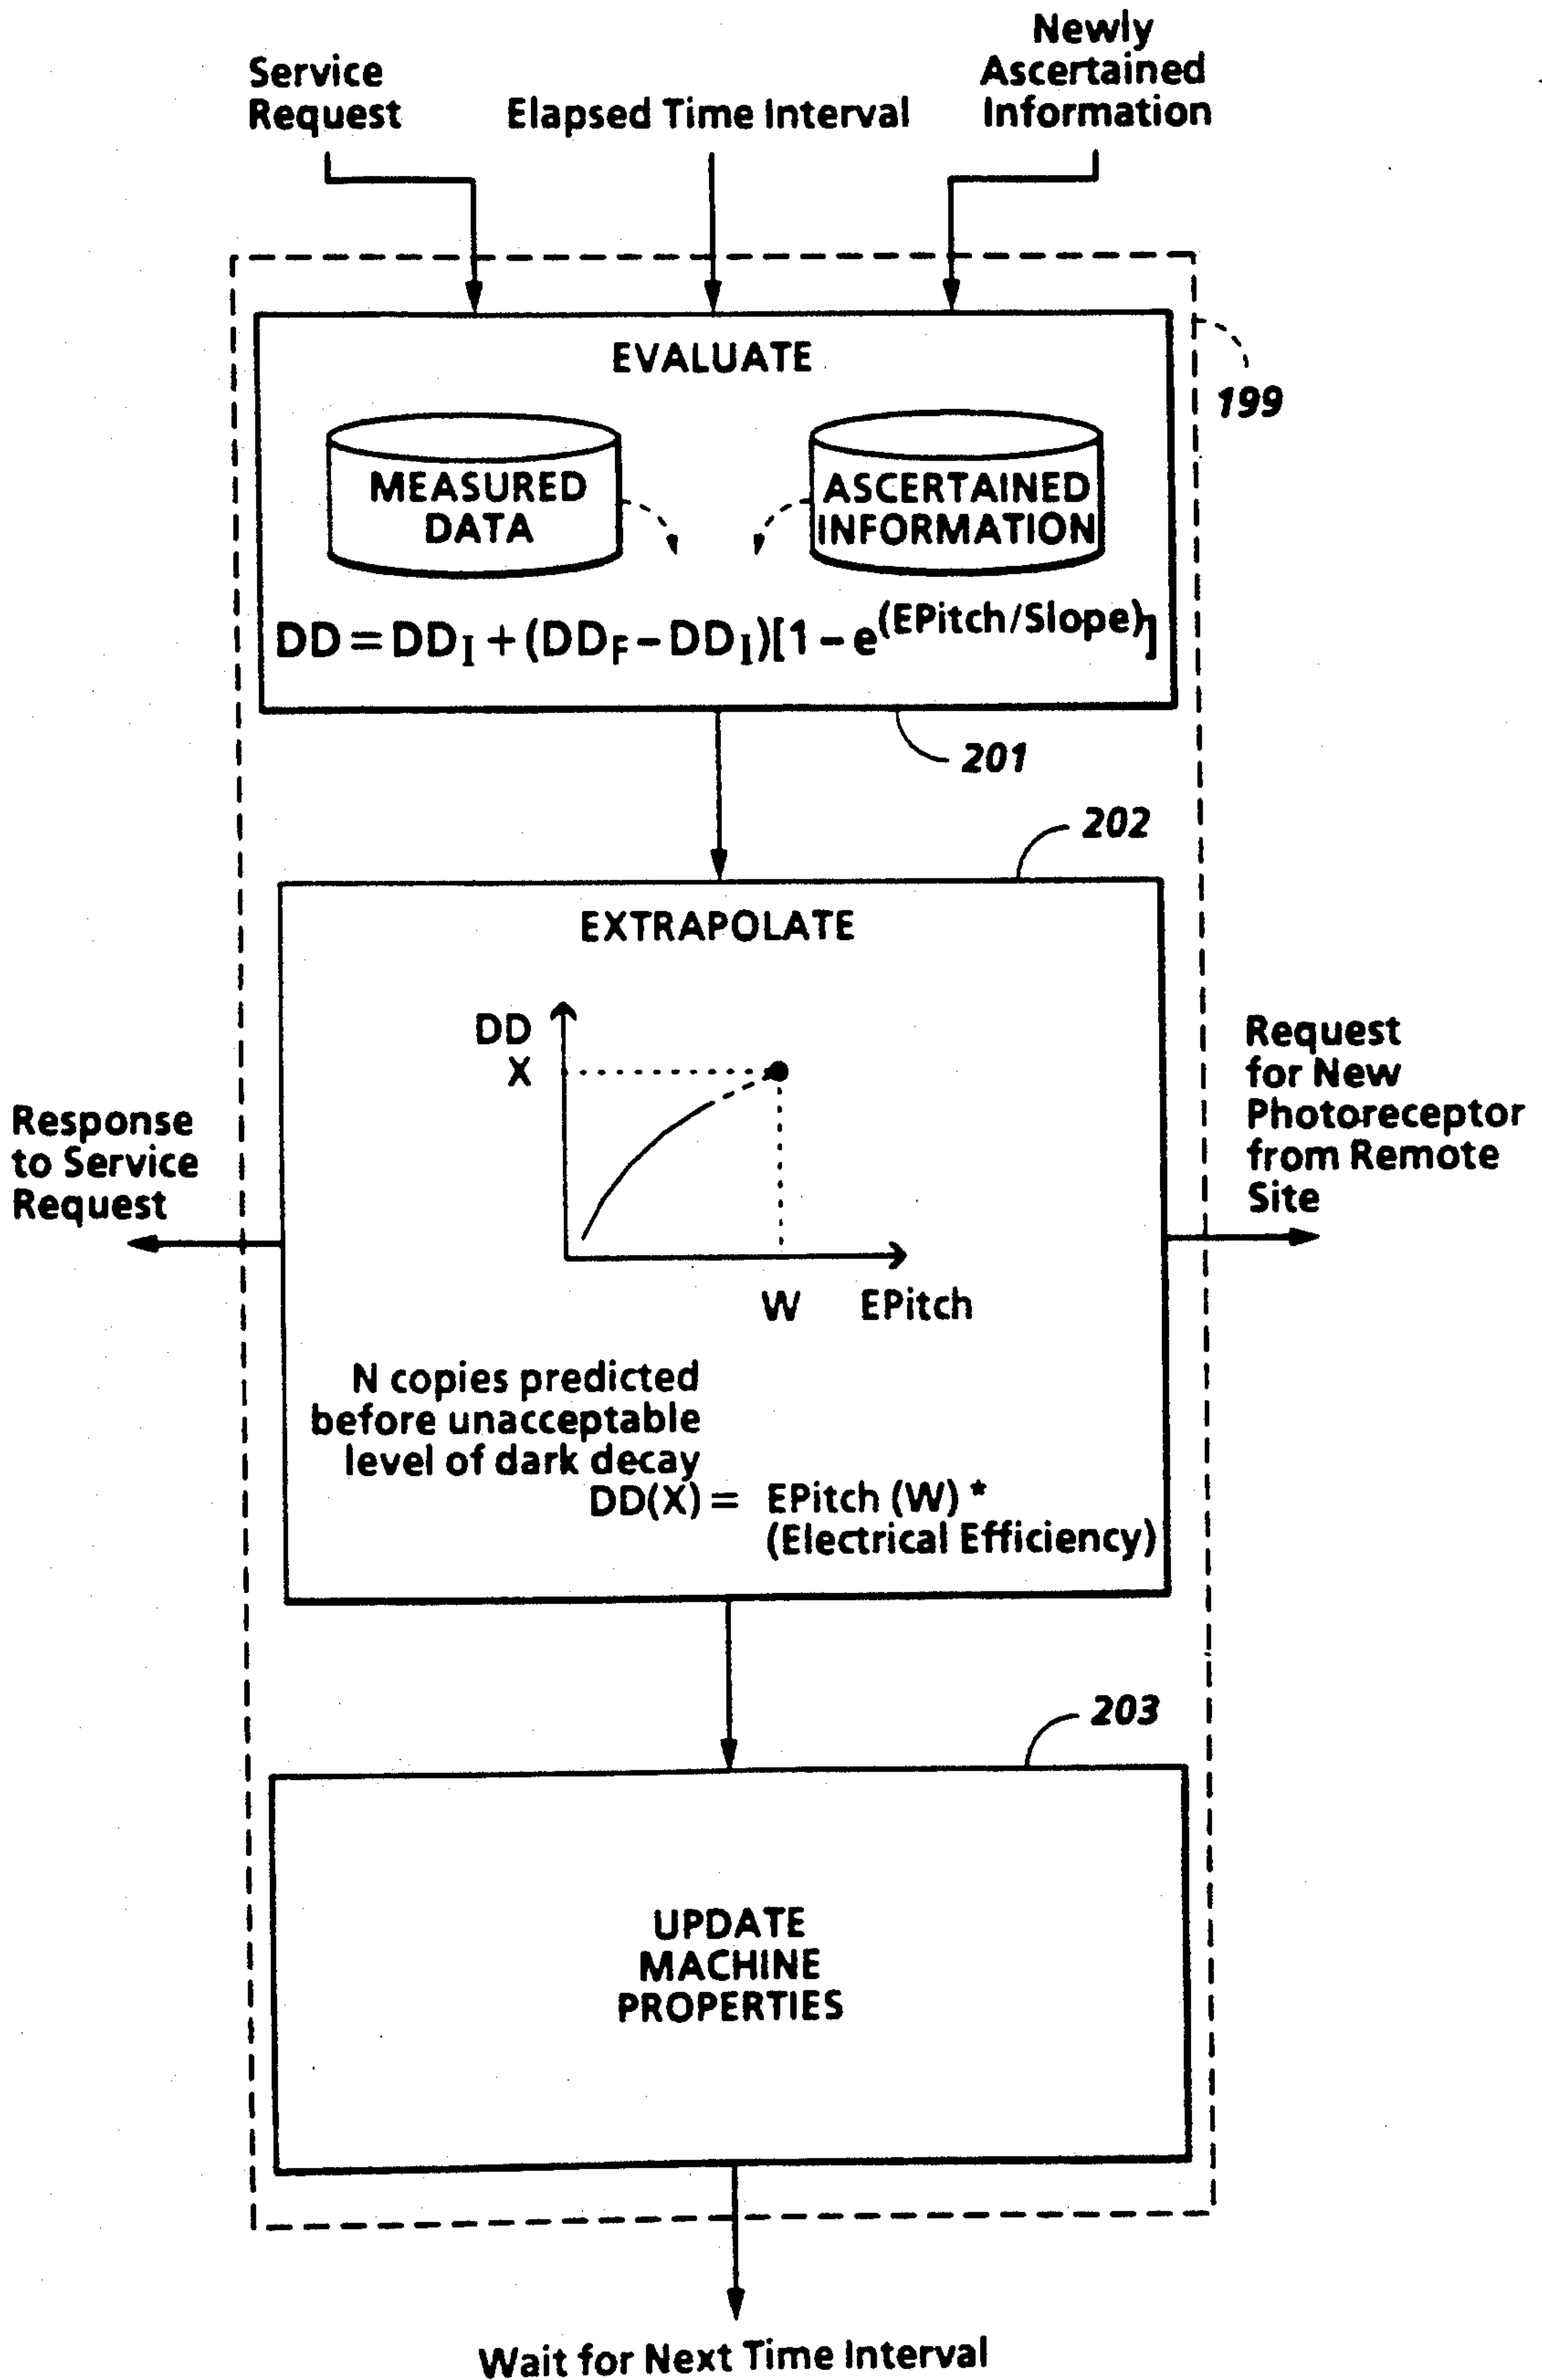 Service
Request
Elapsed Time Interval
Newly
Ascertained
Information
EVALUATE
199
MEASURED
DATA
ASCERTAINED
INFORMATION
DD = DD_I + (DD_F - DD_I)[1 - e^(EPitch/Slope)]
201
202
EXTRAPOLATE
DD
X
W EPitch
Response
to Service
Request
Request
for New
Photoreceptor
from Remote
Site
N copies predicted
before unacceptable
level of dark decay
DD(X) = EPitch (W) *
(Electrical Efficiency)
203
UPDATE
MACHINE
PROPERTIES
Wait for Next Time Interval